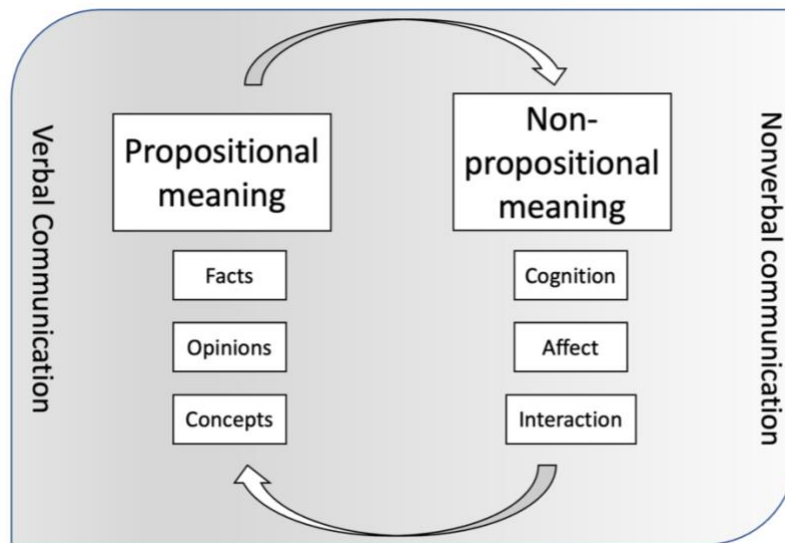 Verbal Communication
Propositional
meaning
Facts
Opinions
Concepts
Non-
propositional
meaning
Cognition
Affect
Interaction
Nonverbal communication